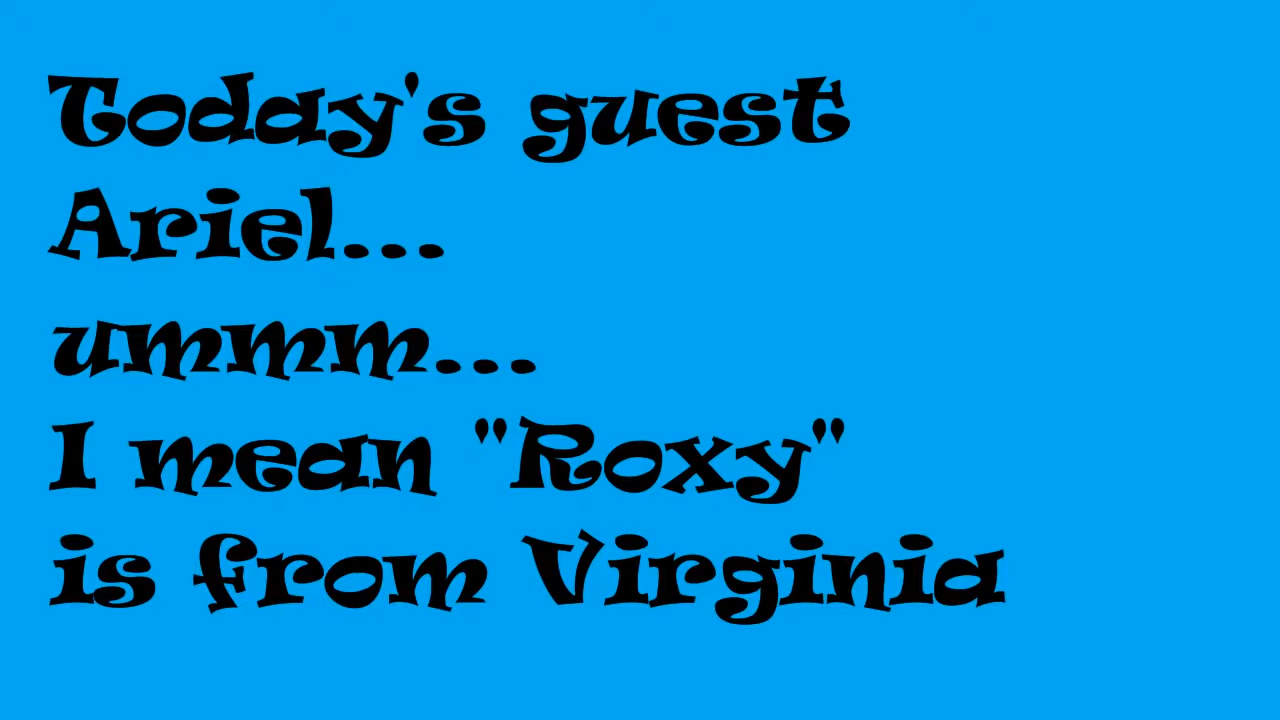 Today's guest
Ariel...
ummm...
I mean "Roxy"
is from Virginia